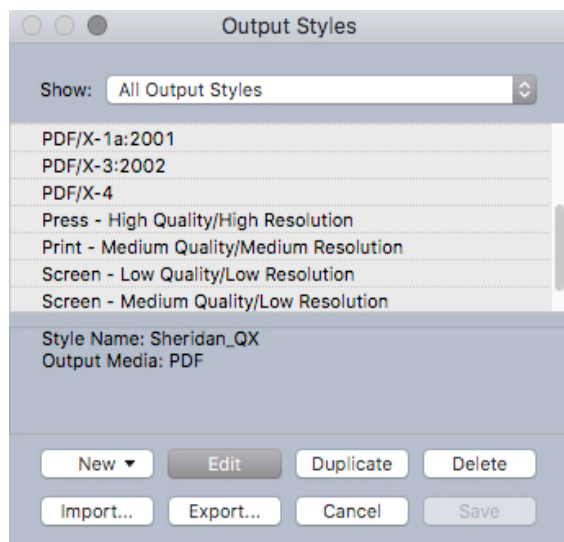 Output Styles
Show: All Output Styles
PDF/X-1a:2001
PDF/X-3:2002
PDF/X-4
Press - High Quality/High Resolution
Print - Medium Quality/Medium Resolution
Screen - Low Quality/Low Resolution
Screen - Medium Quality/Low Resolution
Style Name: Sheridan_QX
Output Media: PDF
New Edit Duplicate Delete
Import... Export... Cancel Save